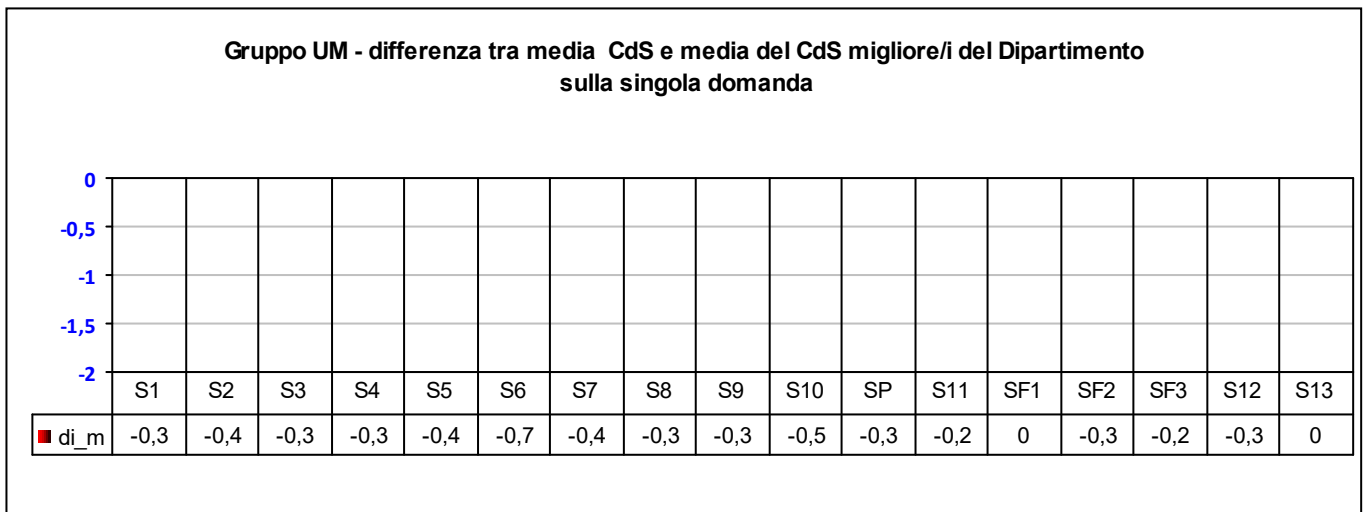 Gruppo UM - differenza tra media CdS e media del CdS migliore/i del Dipartimento
sulla singola domanda
0
-0,5
-1
-1,5
-2
S1 S2 S3 S4 S5 S6 S7 S8 S9 S10 SP S11 SF1 SF2 SF3 S12 S13
di_m -0,3 -0,4 -0,3 -0,3 -0,4 -0,7 -0,4 -0,3 -0,3 -0,5 -0,3 -0,2 0 -0,3 -0,2 -0,3 0